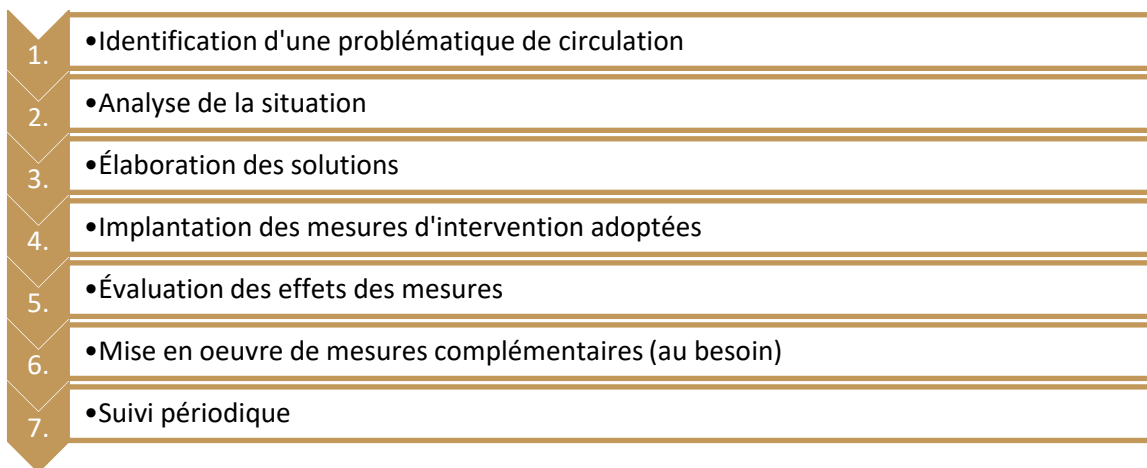 1. •Identification d'une problématique de circulation
2. •Analyse de la situation
3. •Élaboration des solutions
4. •Implantation des mesures d'intervention adoptées
5. •Évaluation des effets des mesures
6. •Mise en oeuvre de mesures complémentaires (au besoin)
7. •Suivi périodique